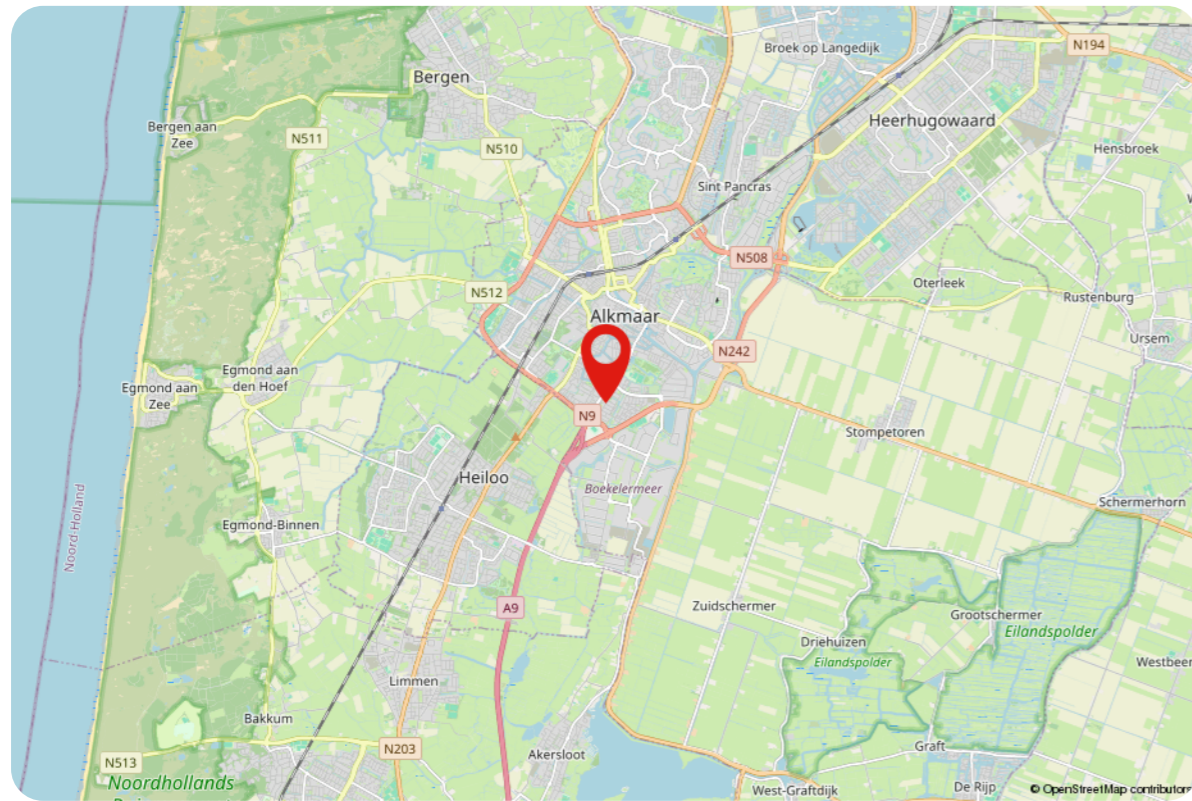 Broek op Langedijk
N194
Bergen
Heerhugowaard
Bergen aan
Zee
N511
N510
Hensbroek
Sint Pancras
N508
Oterleek
N512
Rustenburg
Alkmaar
Ursem
N242
Egmond aan
den Hoef
Egmond aan
Zee
N9
Stompetoren
Heiloo
Boekelermeer
Schermerhorn
Noord-Holland
Egmond-Binnen
A9
Zuidschermer
Grootschermer
Eilandspolder
Driehuizen
Eilandspolder
Westbeer
Limmen
Bakkum
N203
Graft
Akersloot
N513
Noordhollands
De Rijp
West-Graftdijk
© OpenStreetMap contributors